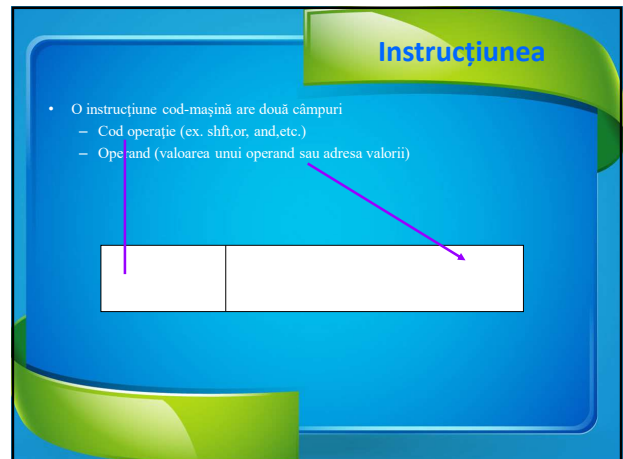 Instrucțiunea
• O instrucțiune cod-mașină are două câmpuri
– Cod operație (ex. shft,or, and,etc.)
– Operand (valoarea unui operand sau adresa valorii)